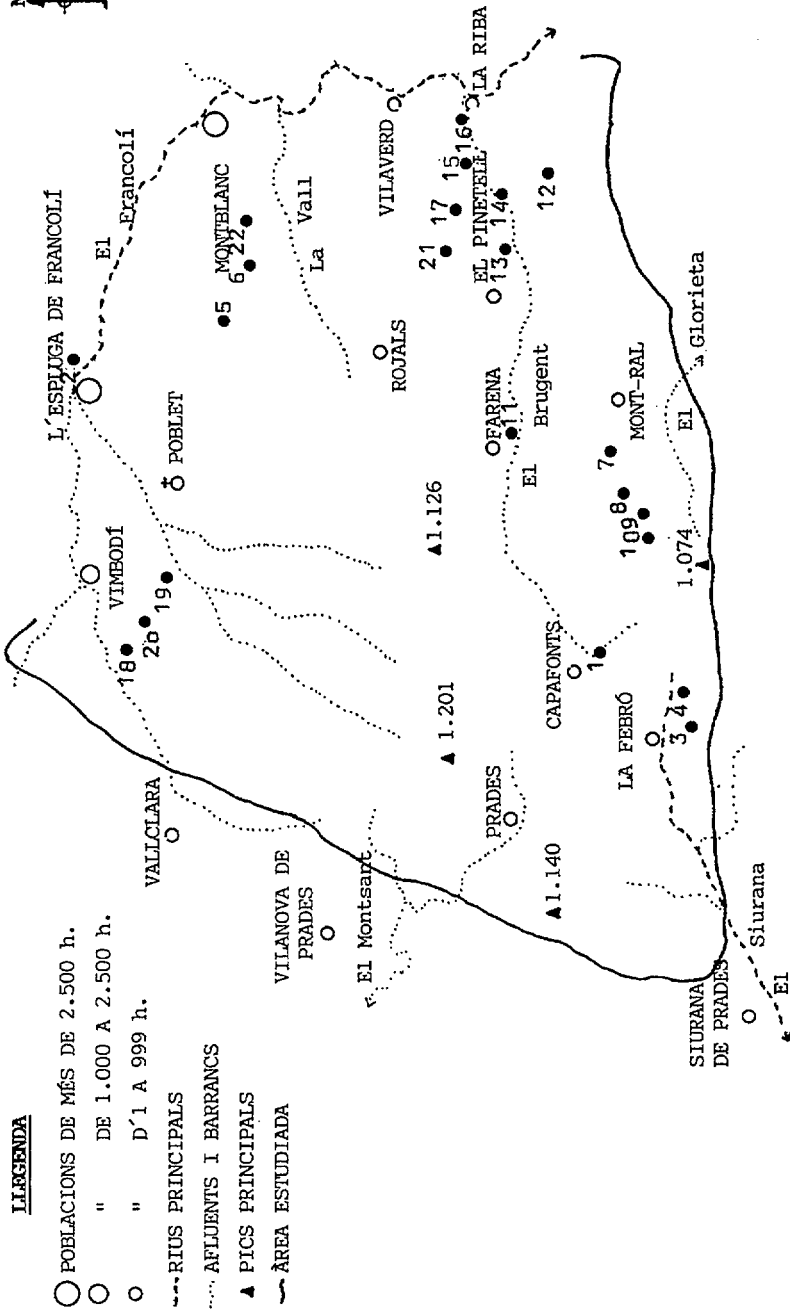 LLEGENDA
POBLACIONS DE MÉS DE 2.500 h.
" DE 1.000 A 2.500 h.
" D´1 A 999 h.
RIUS PRINCIPALS
AFLUENTS I BARRANCS
PICS PRINCIPALS
ÀREA ESTUDIADA
N
L´ESPLUGA DE FRANCOLÍ
2
El Francolí
VIMBODÍ
18
20
19
POBLET
VALLCLARA
5
6
22
MONTBLANC
La Vall
VILANOVA DE
PRADES
El Montsant
ROJALS
VILAVERD
1.126
1.201
21
17
15
16
LA RIBA
PRADES
FARENA
11
EL PINETELL
13
14
12
El Brugent
1.140
CAPAFONTS
1
7
8
9
10
MONT-RAL
LA FEBRÓ
3
4
1.074
El Glorieta
SIURANA
DE PRADES
El Siurana